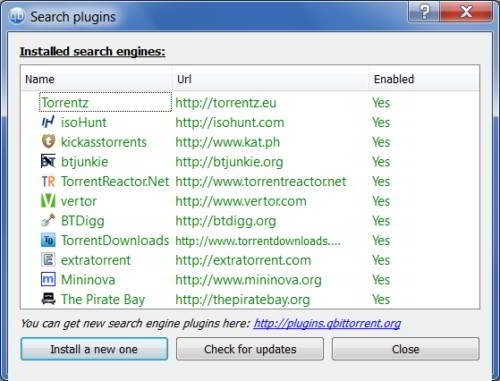 qb Search plugins
Installed search engines:
Name Url Enabled
Torrentz http://torrentz.eu Yes
isoHunt http://isohunt.com Yes
kickasstorrents http://www.kat.ph Yes
btjunkie http://btjunkie.org Yes
TR TorrentReactor.Net http://www.torrentreactor.net Yes
vertor http://www.vertor.com Yes
BTDigg http://btdigg.org Yes
TD TorrentDownloads http://www.torrentdownloads.... Yes
extratorrent http://extratorrent.com Yes
m Mininova http://www.mininova.org Yes
The Pirate Bay http://thepiratebay.org Yes
You can get new search engine plugins here: http://plugins.qbittorrent.org
Install a new one Check for updates Close